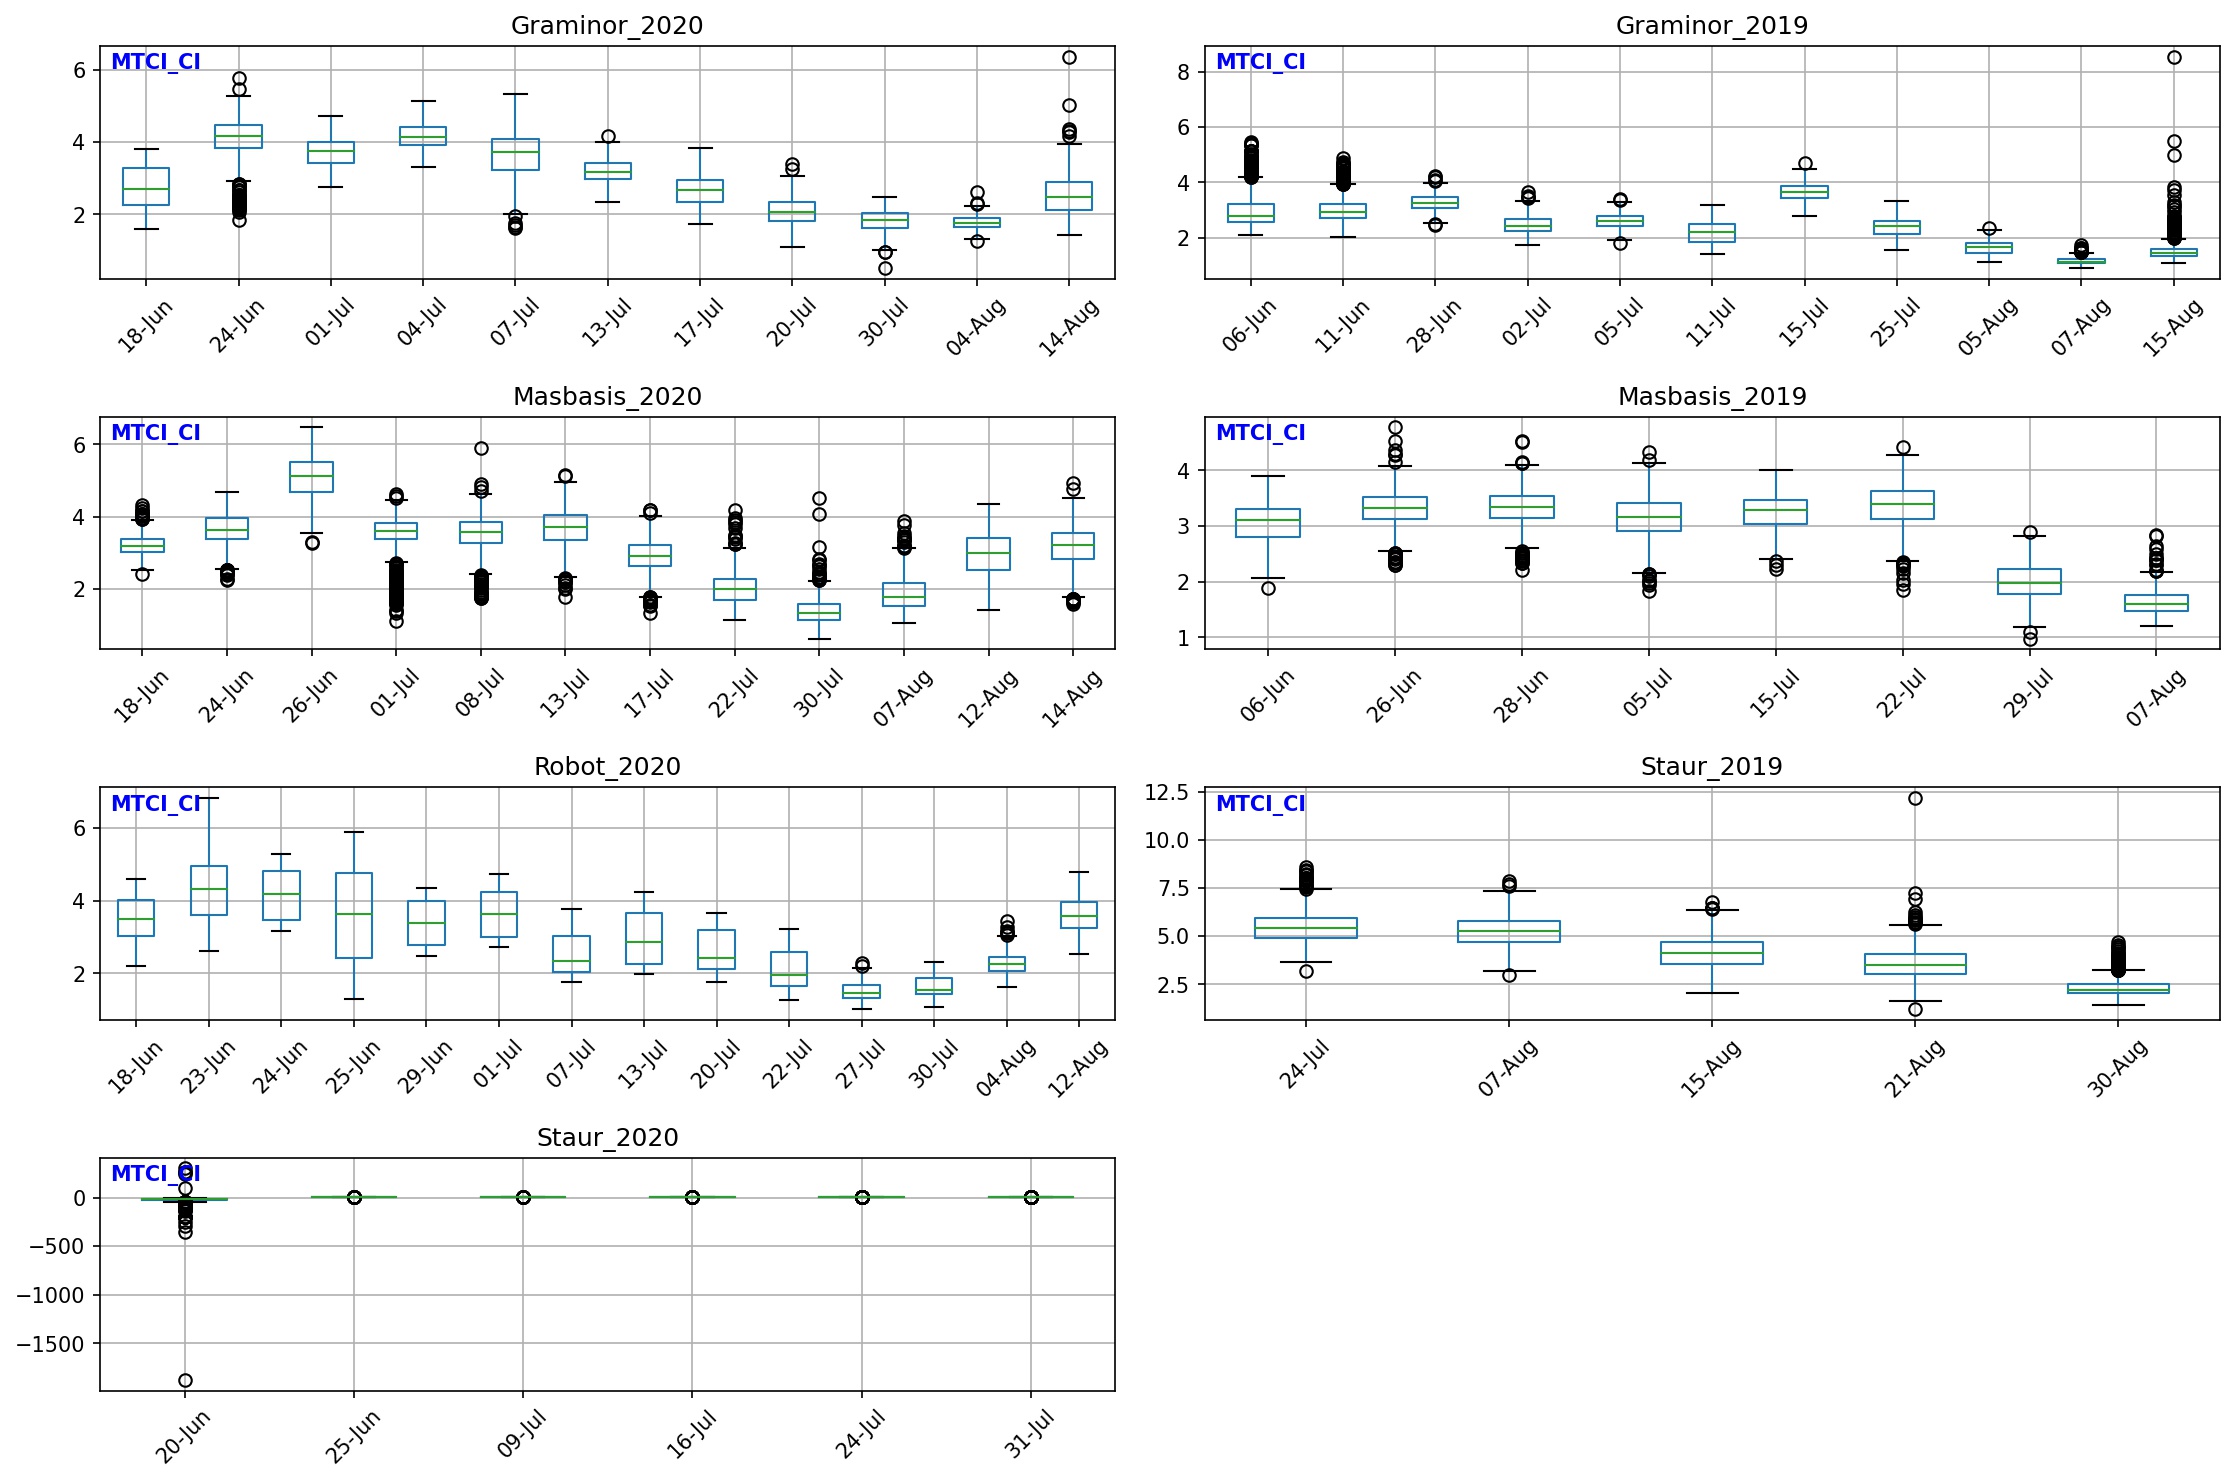 Graminor_2020
MTCI_CI
6
4
2
18-Jun 24-Jun 01-Jul 04-Jul 07-Jul 13-Jul 17-Jul 20-Jul 30-Jul 04-Aug 14-Aug
Graminor_2019
MTCI_CI
8
6
4
2
06-Jun 11-Jun 28-Jun 02-Jul 05-Jul 11-Jul 15-Jul 25-Jul 05-Aug 07-Aug 15-Aug
Masbasis_2020
MTCI_CI
6
4
2
18-Jun 24-Jun 26-Jun 01-Jul 08-Jul 13-Jul 17-Jul 22-Jul 30-Jul 07-Aug 12-Aug 14-Aug
Masbasis_2019
MTCI_CI
4
3
2
1
06-Jun 26-Jun 28-Jun 05-Jul 15-Jul 22-Jul 29-Jul 07-Aug
Robot_2020
MTCI_CI
6
4
2
18-Jun 23-Jun 24-Jun 25-Jun 29-Jun 01-Jul 07-Jul 13-Jul 20-Jul 22-Jul 27-Jul 30-Jul 04-Aug 12-Aug
Staur_2019
MTCI_CI
12.5
10.0
7.5
5.0
2.5
24-Jul 07-Aug 15-Aug 21-Aug 30-Aug
Staur_2020
MTCI_CI
0
−500
−1000
−1500
20-Jun 25-Jun 09-Jul 16-Jul 24-Jul 31-Jul